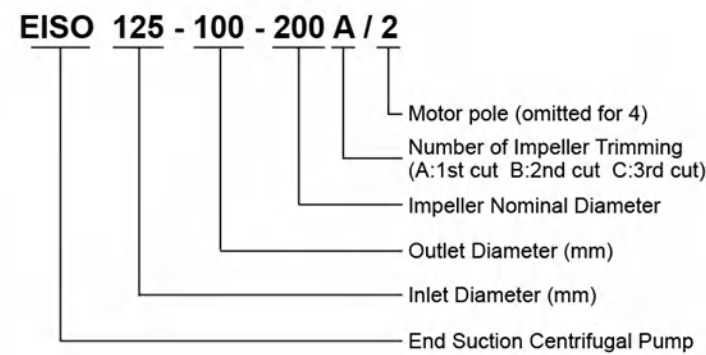 EISO 125 - 100 - 200 A / 2
Motor pole (omitted for 4)
Number of Impeller Trimming
(A:1st cut B:2nd cut C:3rd cut)
Impeller Nominal Diameter
Outlet Diameter (mm)
Inlet Diameter (mm)
End Suction Centrifugal Pump